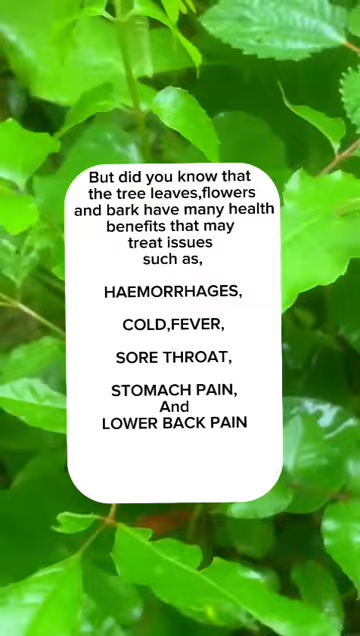 But did you know that
the tree leaves,flowers
and bark have many health
benefits that may
treat issues
such as,
HAEMORRHAGES,
COLD,FEVER,
SORE THROAT,
STOMACH PAIN,
And
LOWER BACK PAIN